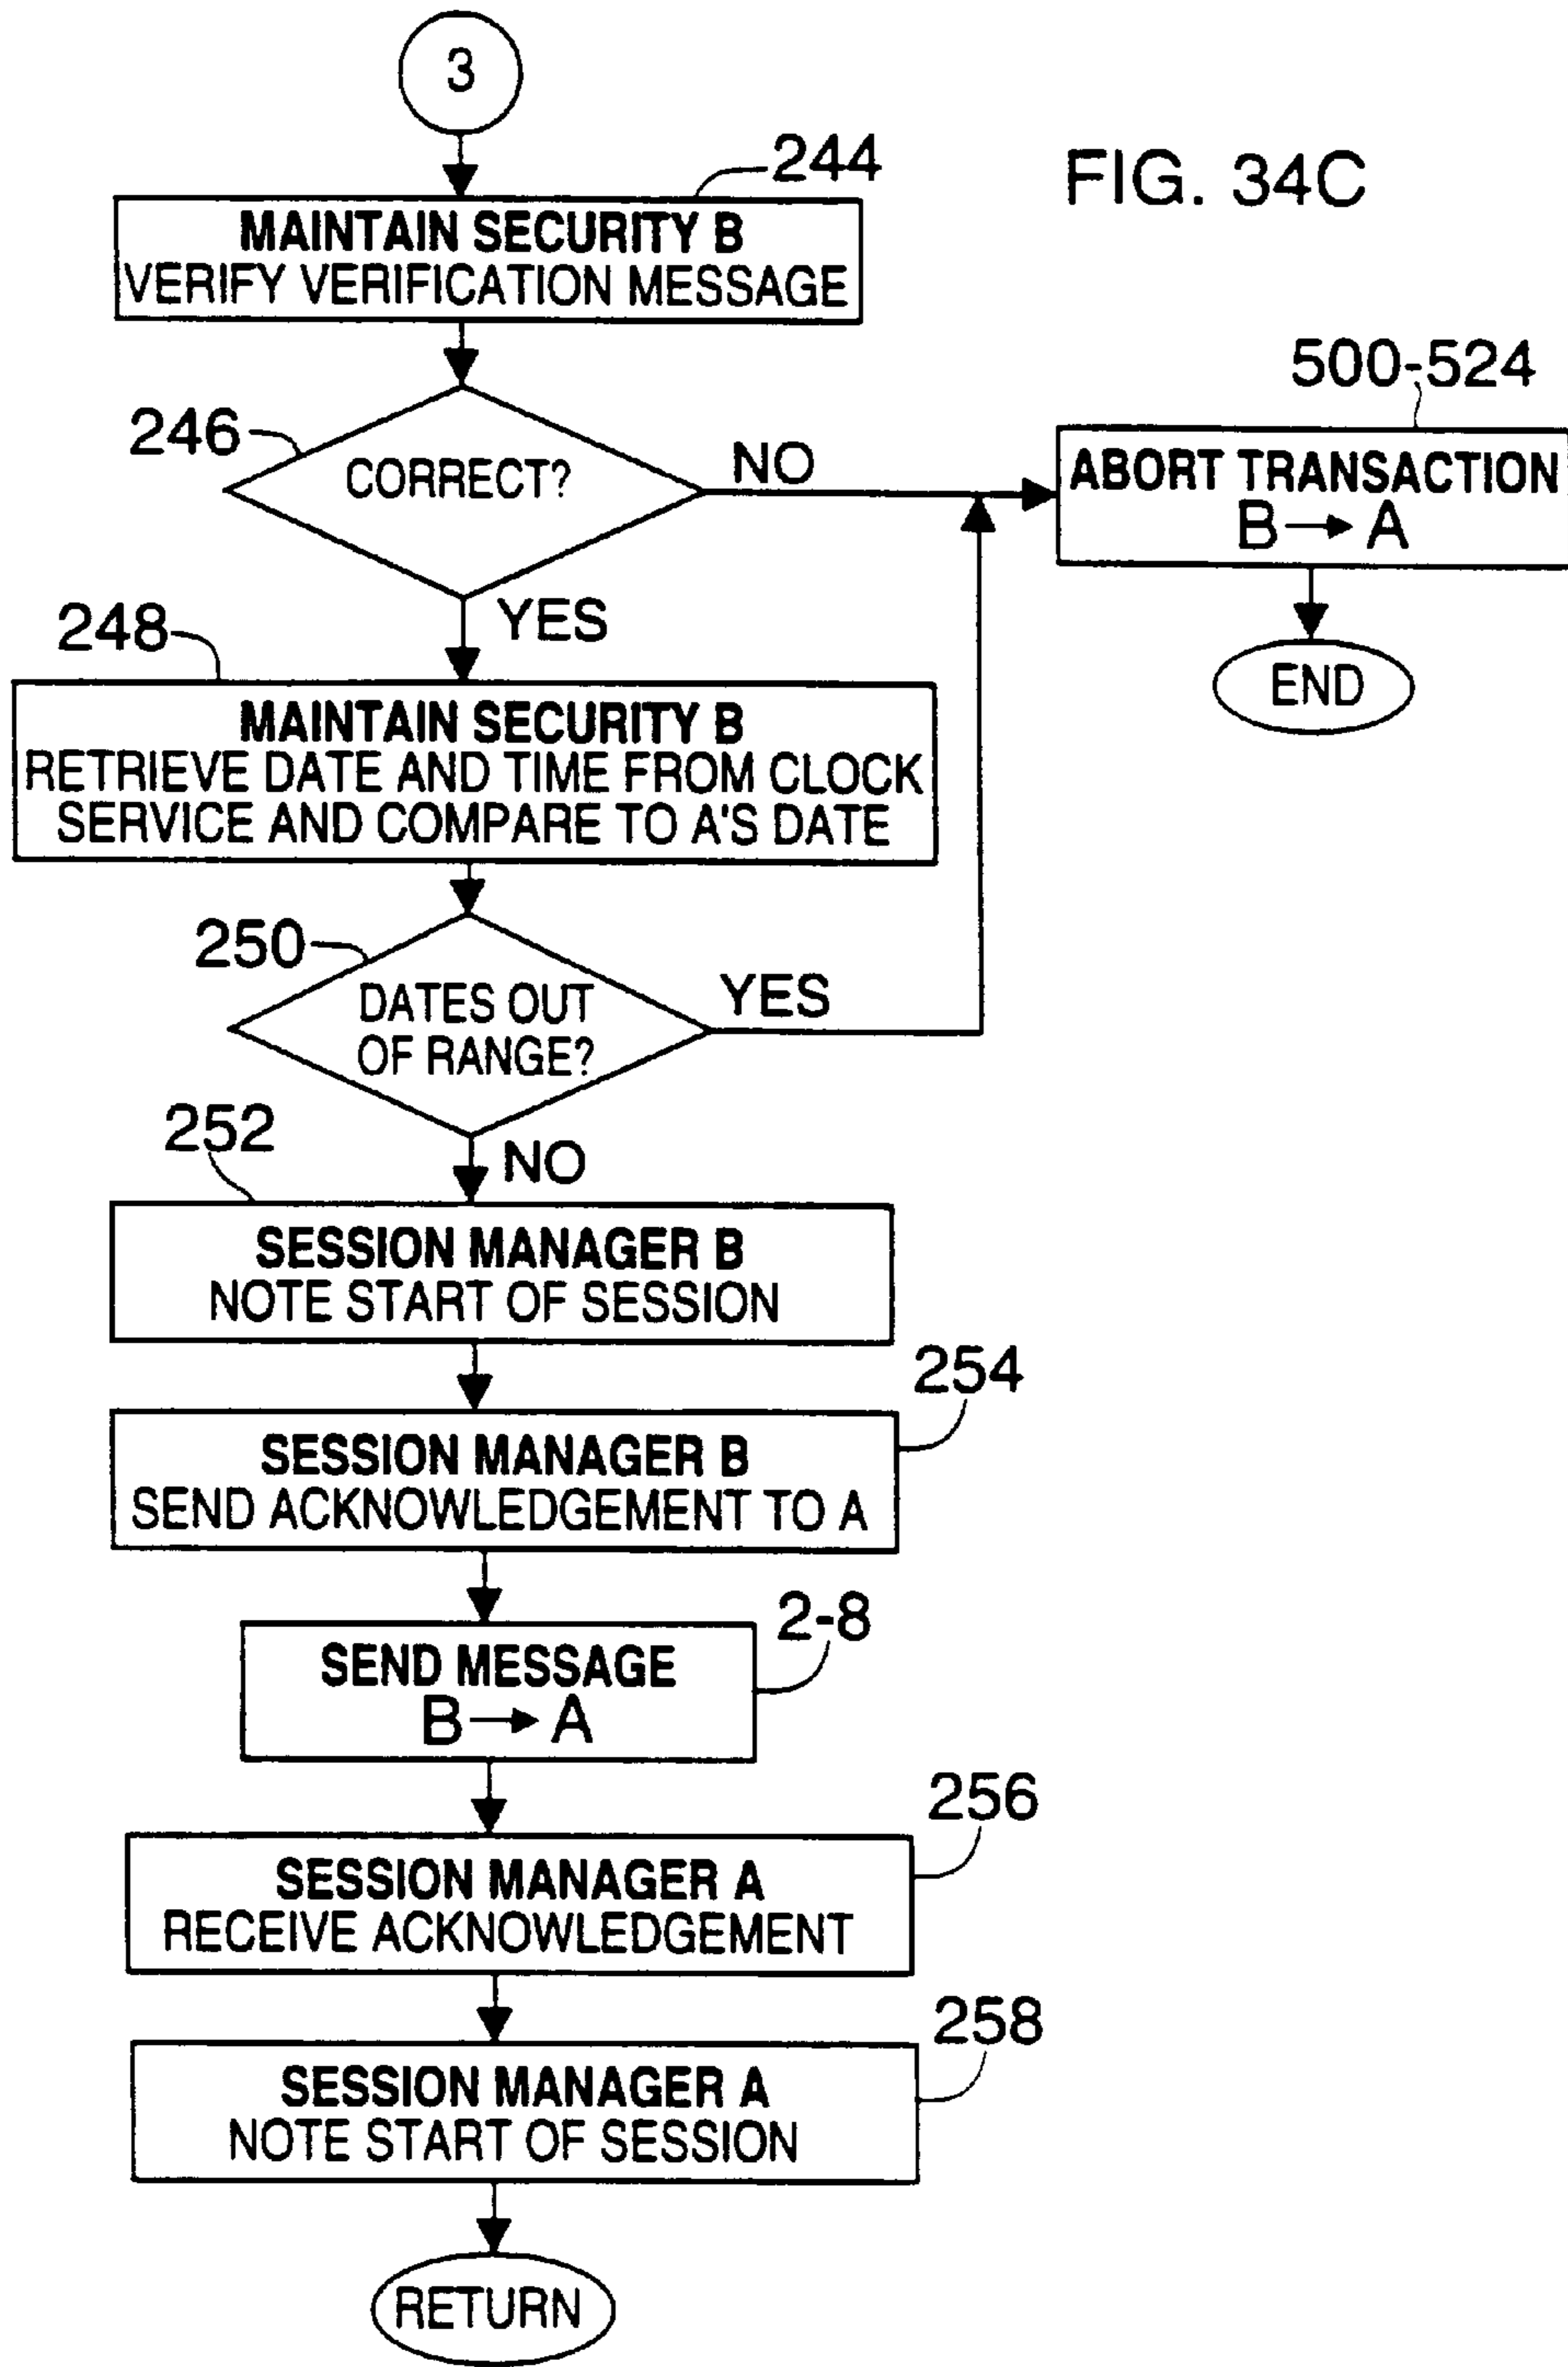 3
244
FIG. 34C
MAINTAIN SECURITY B
VERIFY VERIFICATION MESSAGE
246
CORRECT?
NO
500-524
ABORT TRANSACTION
B → A
END
YES
248
MAINTAIN SECURITY B
RETRIEVE DATE AND TIME FROM CLOCK
SERVICE AND COMPARE TO A'S DATE
250
DATES OUT
OF RANGE?
YES
NO
252
SESSION MANAGER B
NOTE START OF SESSION
254
SESSION MANAGER B
SEND ACKNOWLEDGEMENT TO A
2-8
SEND MESSAGE
B → A
256
SESSION MANAGER A
RECEIVE ACKNOWLEDGEMENT
258
SESSION MANAGER A
NOTE START OF SESSION
RETURN